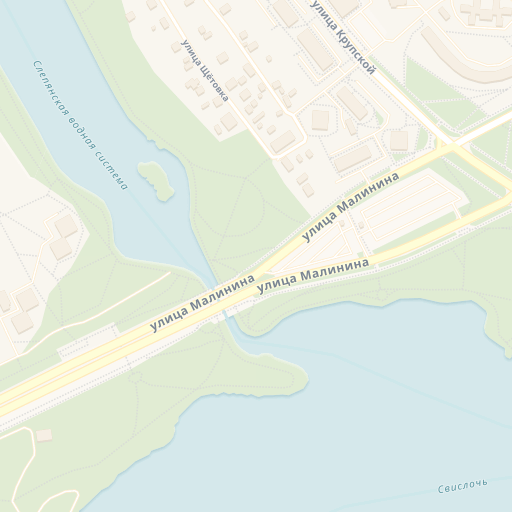 улица Крупской
улица Щётовка
Слепянская водная система
улица Малинина
улица Малинина
улица Малинина
Свислочь